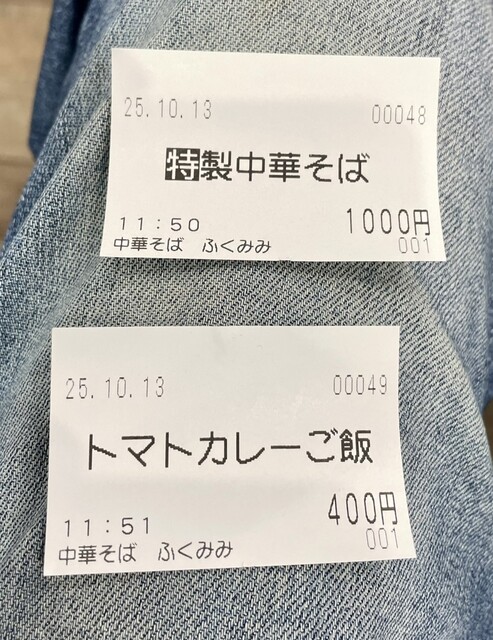 25.10.13 00048
特製中華そば
11:50 1000円
中華そば ふくみみ 001
25.10.13 00049
トマトカレーご飯
11:51 400円
中華そば ふくみみ 001